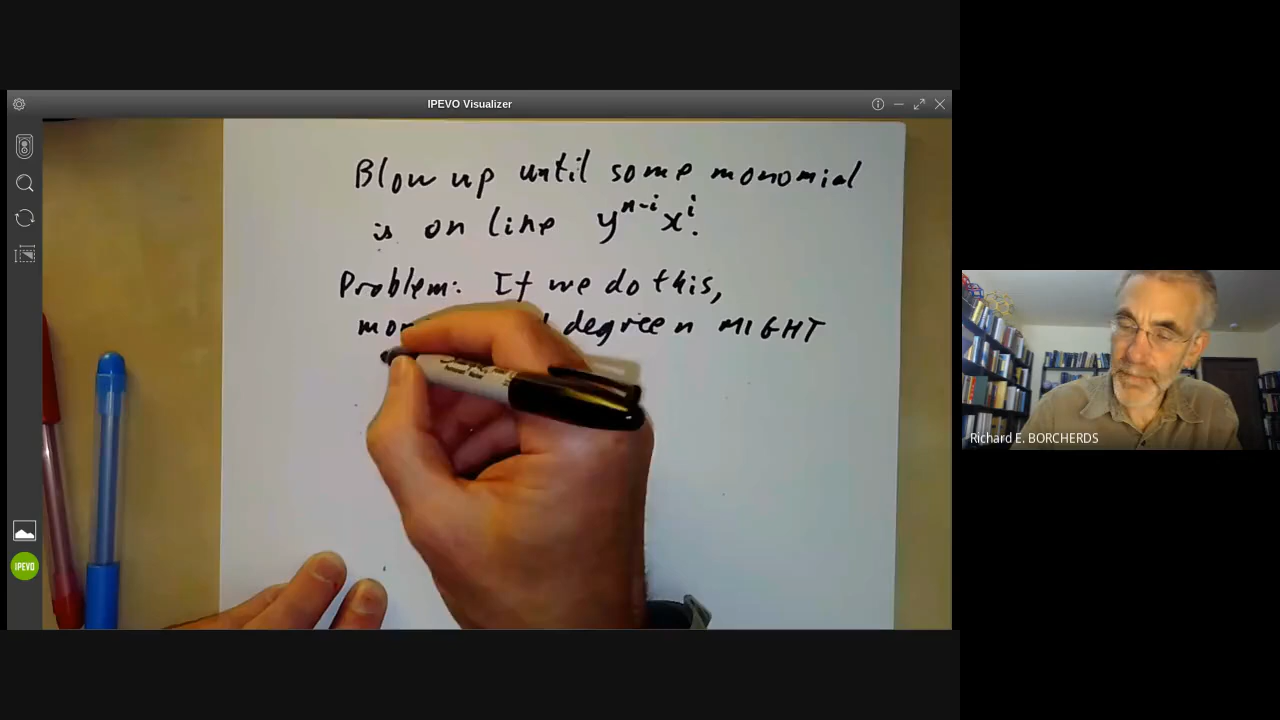 IPEVO Visualizer
Blow up until some monomial
is on line y^{n-i}x^i.
Problem: If we do this,
degree n MIGHT
IPEVO
Richard E. BORCHERDS